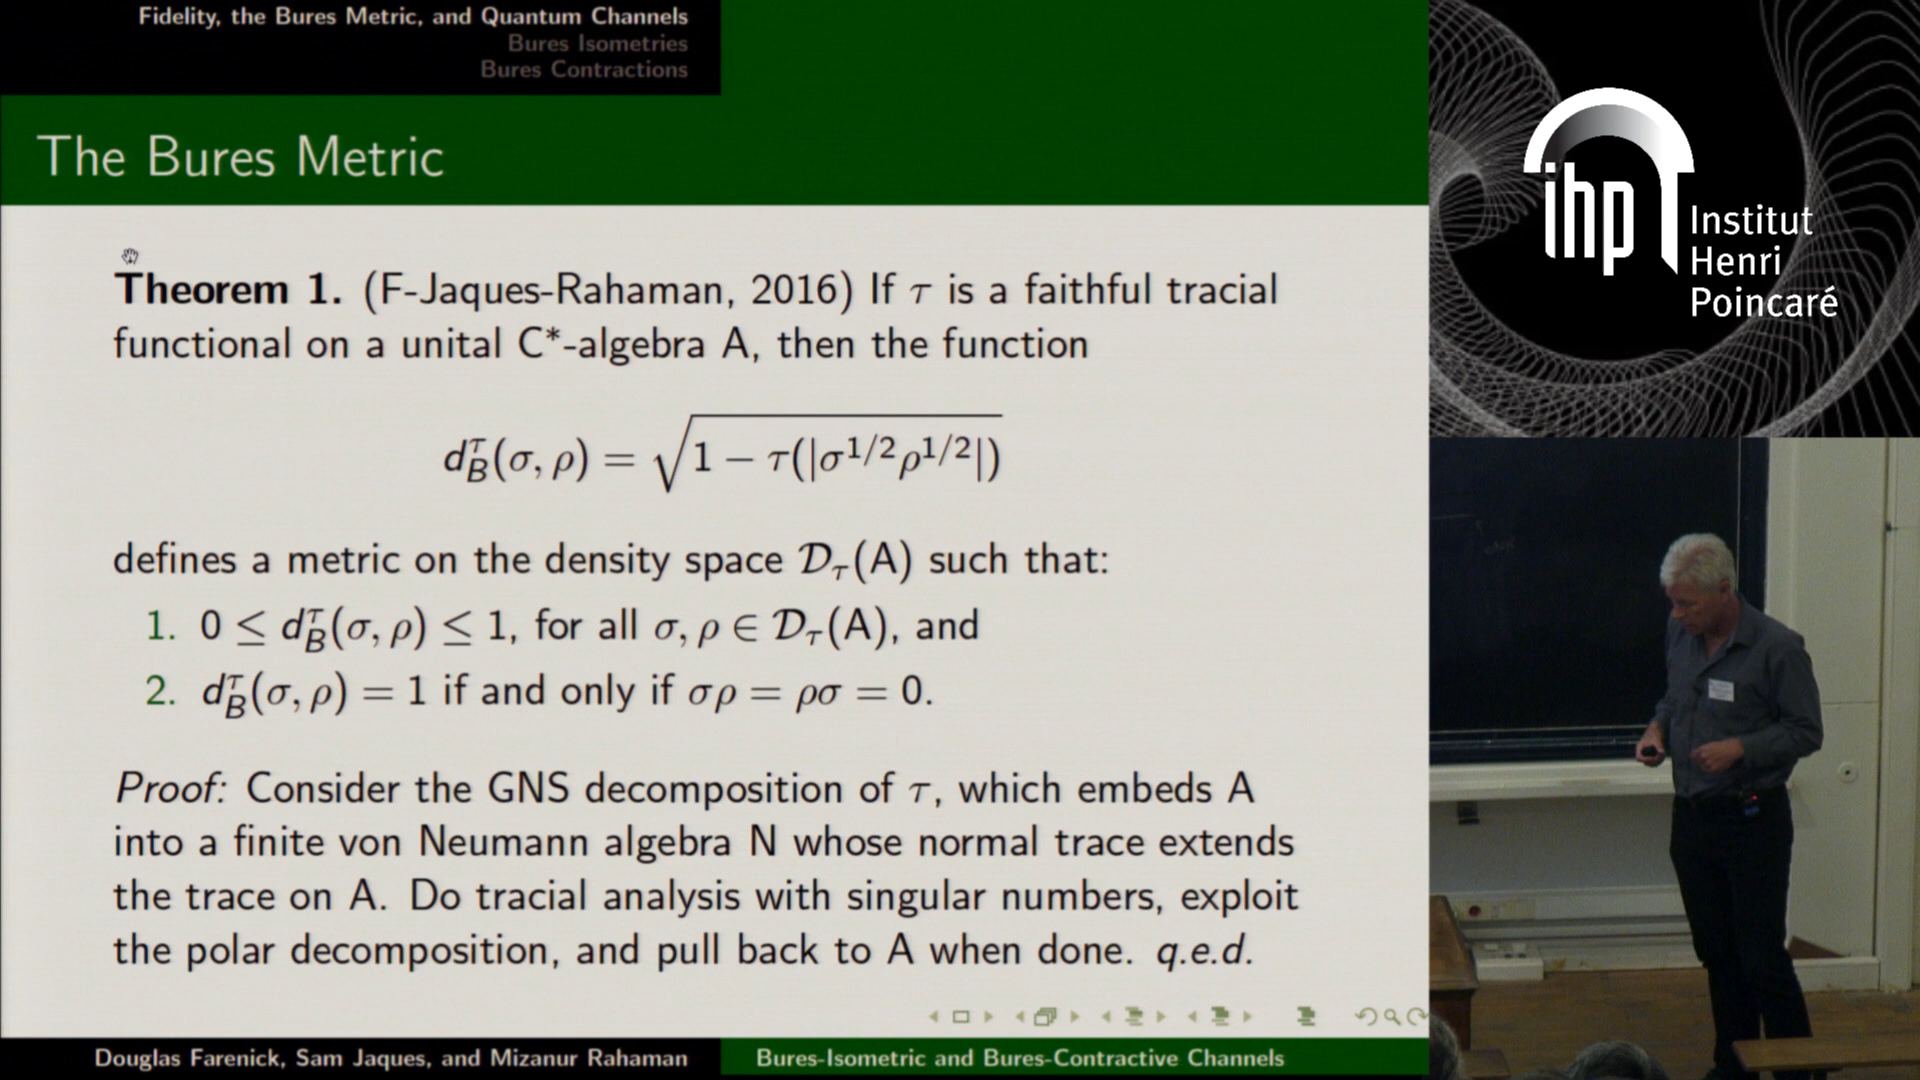 Fidelity, the Bures Metric, and Quantum Channels
Bures Isometries
Bures Contractions
The Bures Metric
Theorem 1. (F-Jaques-Rahaman, 2016) If τ is a faithful tracial
functional on a unital C*-algebra A, then the function
d_B^τ(σ, ρ) = √(1 − τ(|σ^{1/2}ρ^{1/2}|))
defines a metric on the density space 𝒟_τ(A) such that:
1. 0 ≤ d_B^τ(σ, ρ) ≤ 1, for all σ, ρ ∈ 𝒟_τ(A), and
2. d_B^τ(σ, ρ) = 1 if and only if σρ = ρσ = 0.
Proof: Consider the GNS decomposition of τ, which embeds A
into a finite von Neumann algebra N whose normal trace extends
the trace on A. Do tracial analysis with singular numbers, exploit
the polar decomposition, and pull back to A when done. q.e.d.
Douglas Farenick, Sam Jaques, and Mizanur Rahaman
Bures-Isometric and Bures-Contractive Channels
ihp
Institut
Henri
Poincaré